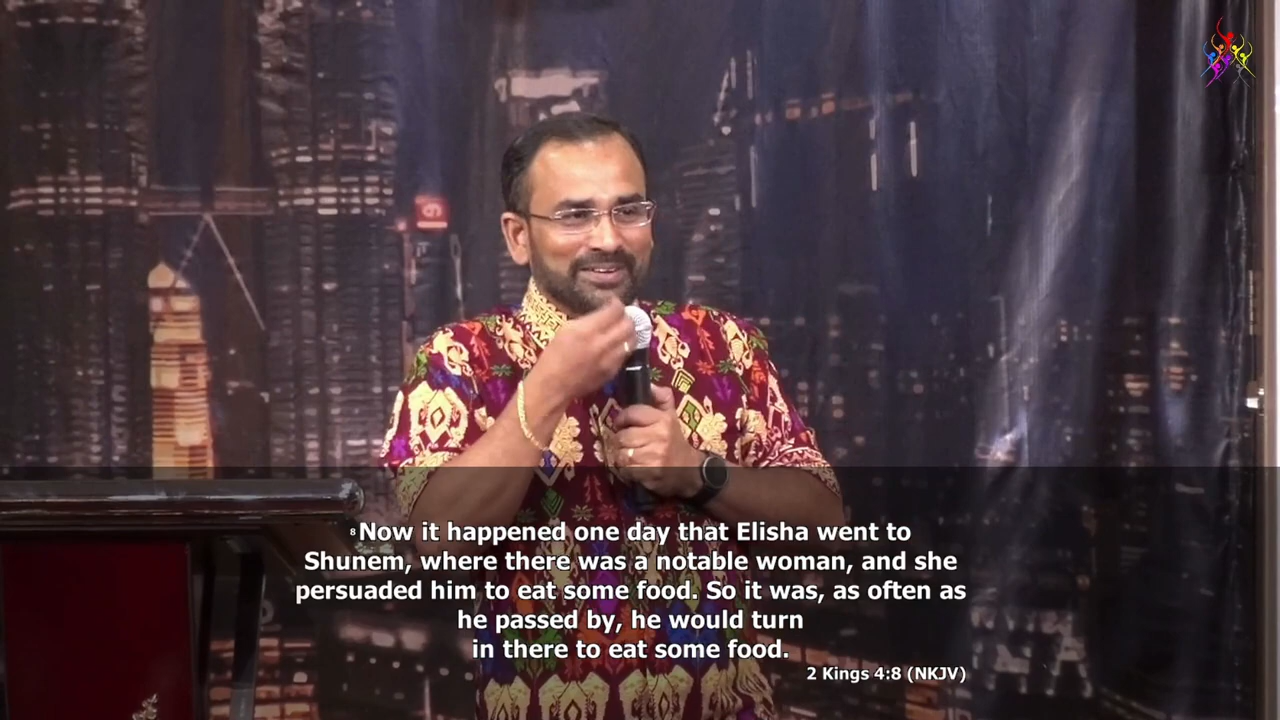 8 Now it happened one day that Elisha went to
Shunem, where there was a notable woman, and she
persuaded him to eat some food. So it was, as often as
he passed by, he would turn
in there to eat some food.
2 Kings 4:8 (NKJV)